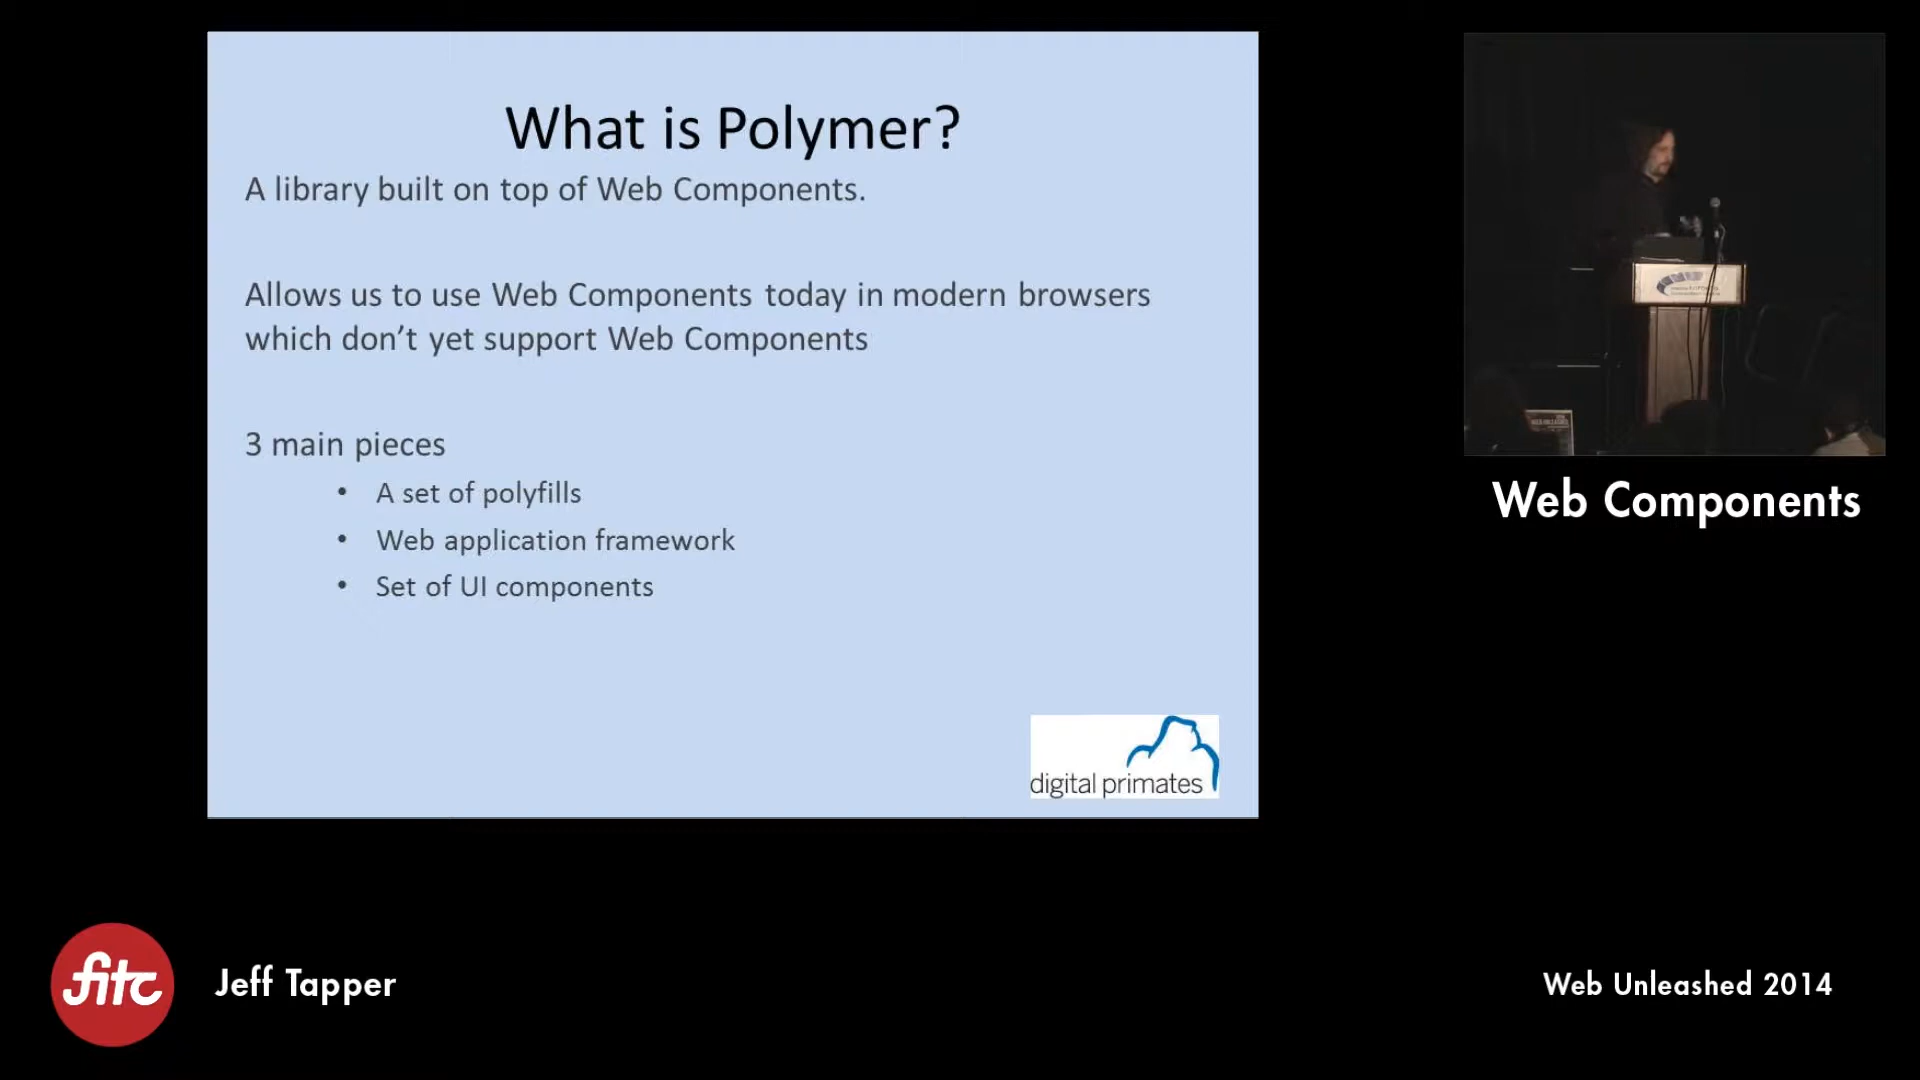 What is Polymer?
A library built on top of Web Components.
Allows us to use Web Components today in modern browsers
which don’t yet support Web Components
3 main pieces
• A set of polyfills
• Web application framework
• Set of UI components
digital primates
Web Components
fitc
Jeff Tapper
Web Unleashed 2014